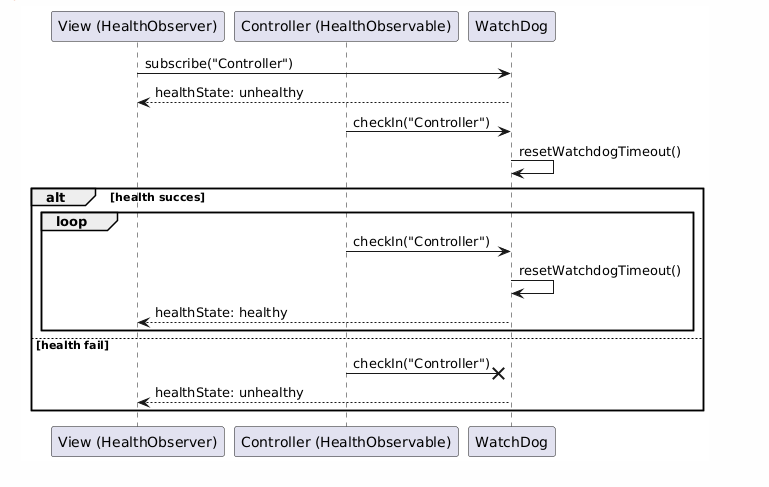 View (HealthObserver) Controller (HealthObservable) WatchDog
subscribe("Controller")
healthState: unhealthy
checkIn("Controller")
resetWatchdogTimeout()
alt [health succes]
loop
checkIn("Controller")
resetWatchdogTimeout()
healthState: healthy
[health fail]
checkIn("Controller")
healthState: unhealthy
View (HealthObserver) Controller (HealthObservable) WatchDog